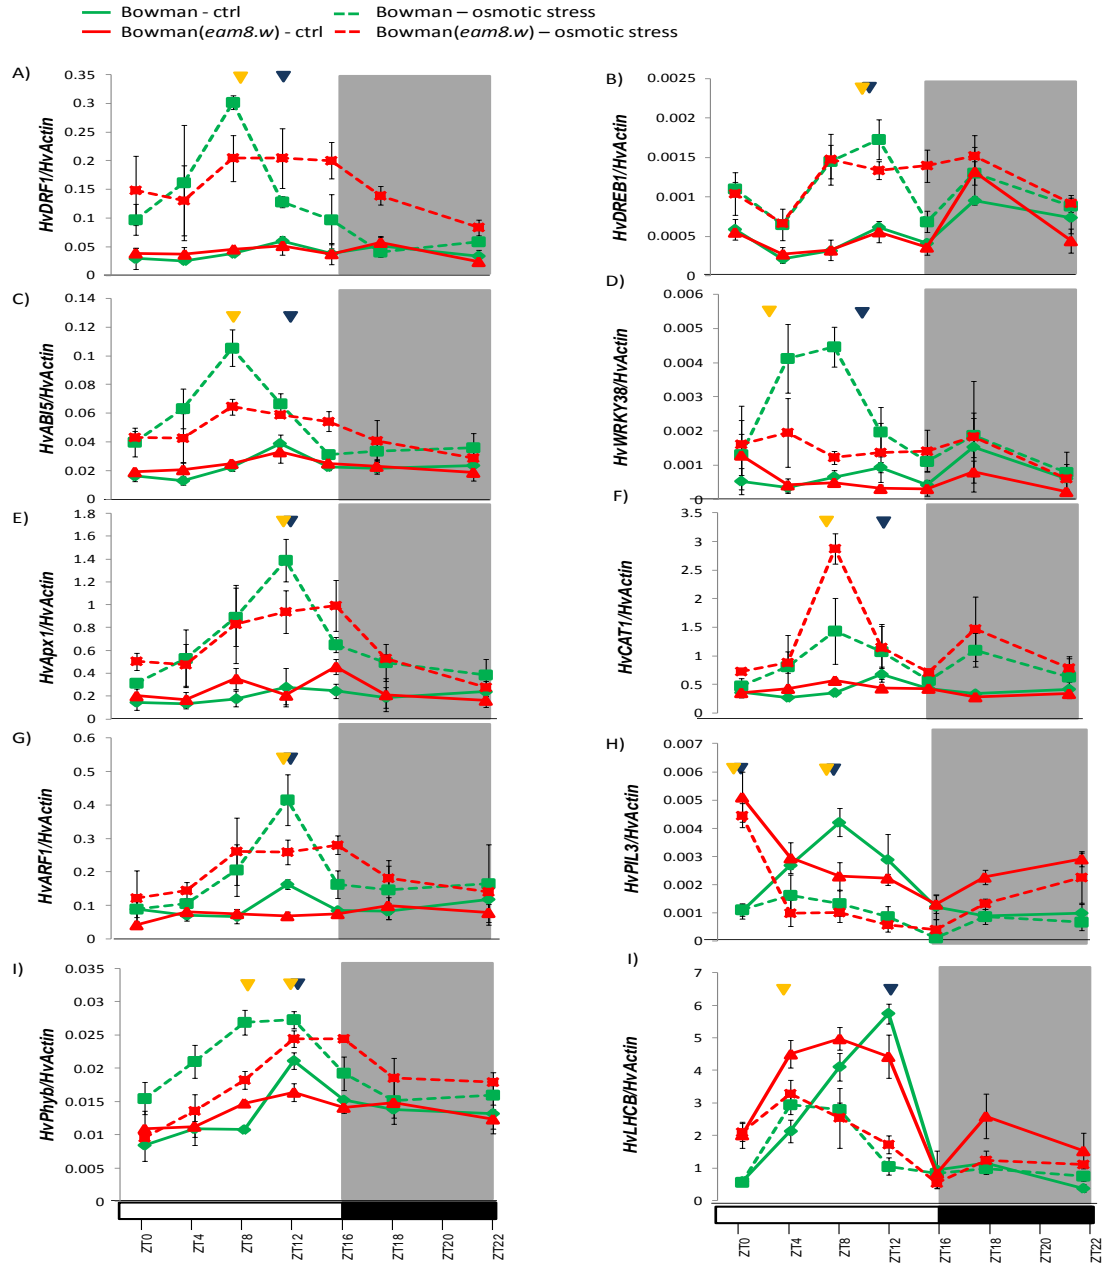 Bowman - ctrl
Bowman – osmotic stress
Bowman(eam8.w) - ctrl
Bowman(eam8.w) – osmotic stress
A)
HvDRF1/HvActin
0.35
0.3
0.25
0.2
0.15
0.1
0.05
0
B)
HvDREB1/HvActin
0.0025
0.002
0.0015
0.001
0.0005
0
C)
HvABI5/HvActin
0.14
0.12
0.1
0.08
0.06
0.04
0.02
0
D)
HvWRKY38/HvActin
0.006
0.005
0.004
0.003
0.002
0.001
0
E)
HvApx1/HvActin
1.8
1.6
1.4
1.2
1
0.8
0.6
0.4
0.2
0
F)
HvCAT1/HvActin
3.5
3
2.5
2
1.5
1
0.5
0
G)
HvARF1/HvActin
0.6
0.5
0.4
0.3
0.2
0.1
0
H)
HvPIL3/HvActin
0.007
0.006
0.005
0.004
0.003
0.002
0.001
0
I)
HvPhyb/HvActin
0.035
0.03
0.025
0.02
0.015
0.01
0.005
0
I)
HvLHCB/HvActin
7
6
5
4
3
2
1
0
ZT0
ZT4
ZT8
ZT12
ZT16
ZT18
ZT20
ZT22
ZT0
ZT4
ZT8
ZT12
ZT16
ZT18
ZT20
ZT22